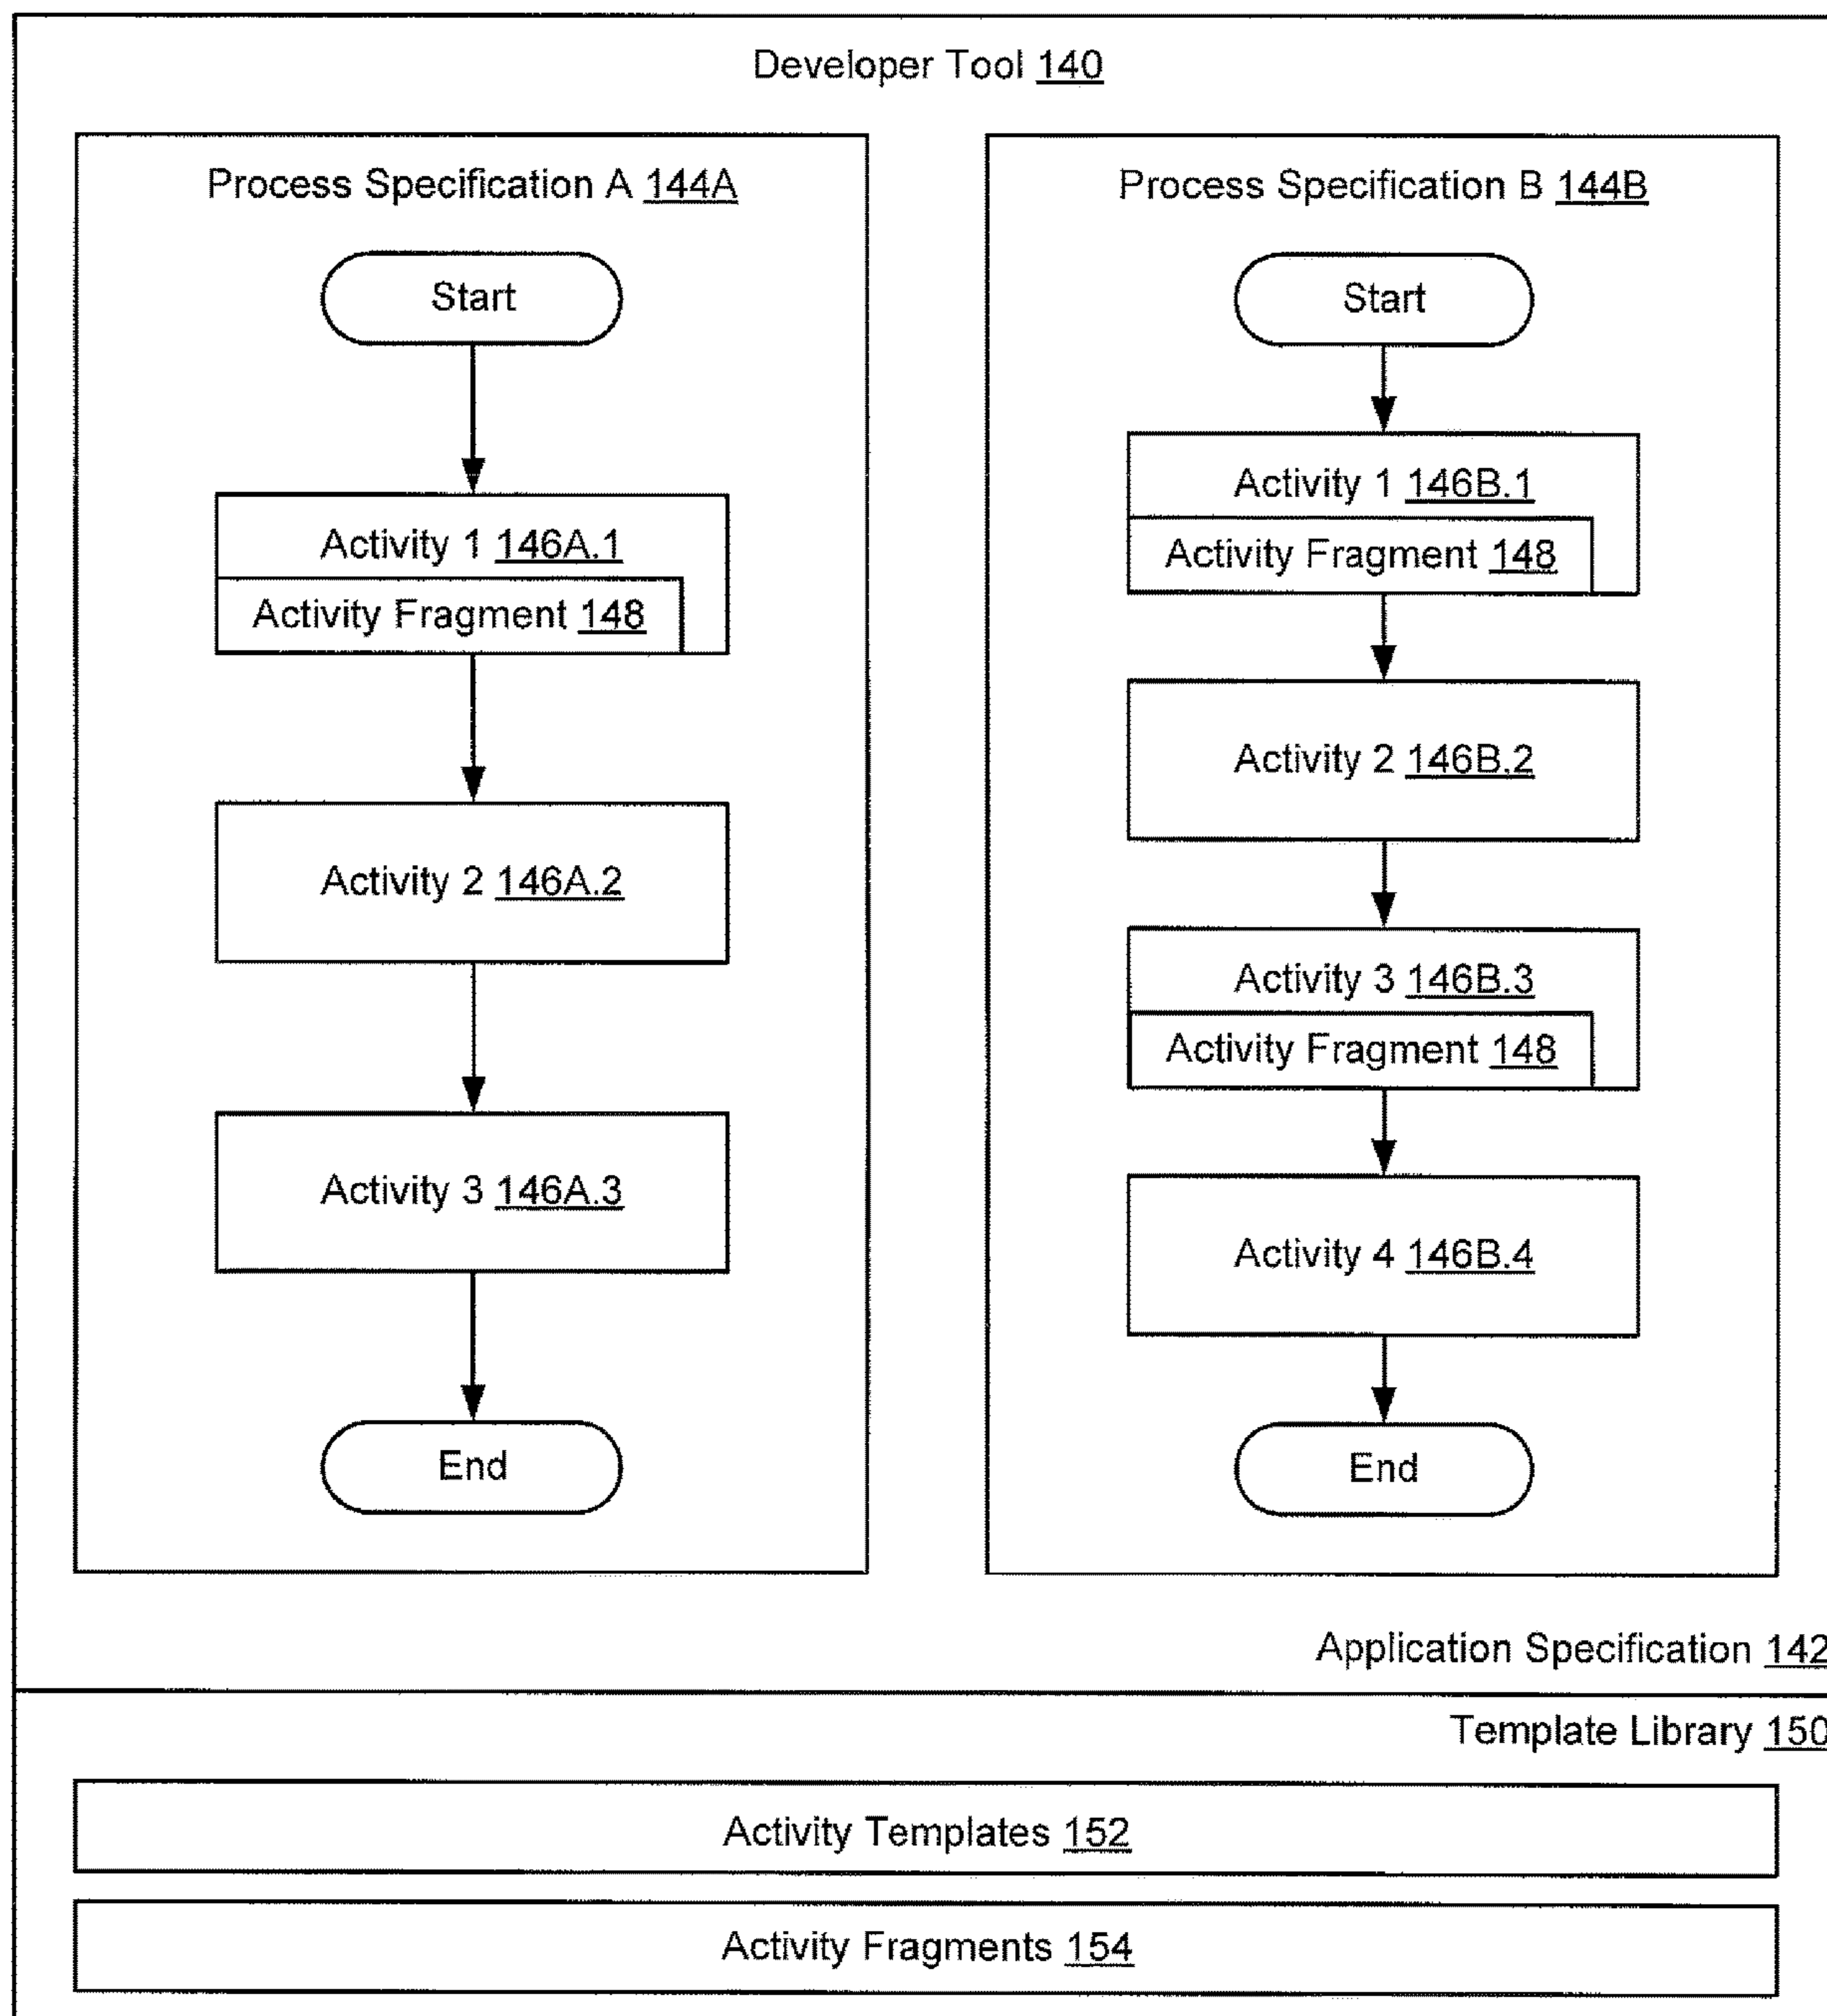 Developer Tool 140
Process Specification A 144A
Start
Activity 1 146A.1
Activity Fragment 148
Activity 2 146A.2
Activity 3 146A.3
End
Process Specification B 144B
Start
Activity 1 146B.1
Activity Fragment 148
Activity 2 146B.2
Activity 3 146B.3
Activity Fragment 148
Activity 4 146B.4
End
Application Specification 142
Template Library 150
Activity Templates 152
Activity Fragments 154